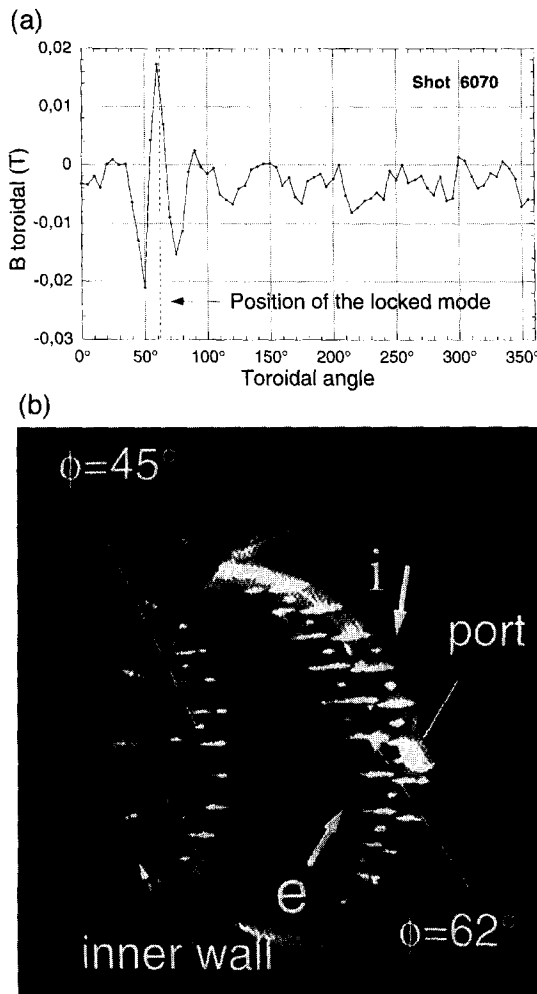 (a)
0,02
0,01
0
-0,01
-0,02
-0,03
B toroidal (T)
Shot 6070
Position of the locked mode
0° 50° 100° 150° 200° 250° 300° 350°
Toroidal angle
(b)
ϕ=45°
i
port
e
inner wall
ϕ=62°